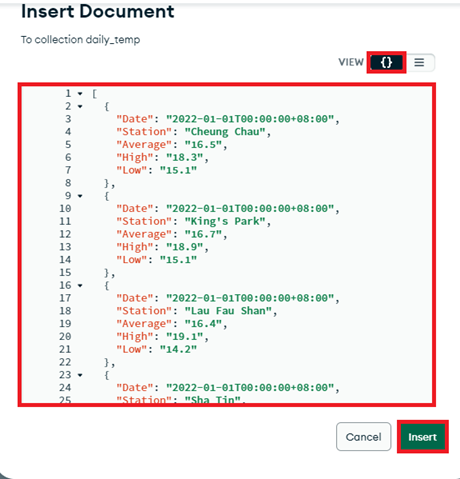 Insert Document
To collection daily_temp
VIEW {}
1 [
2 {
3 "Date": "2022-01-01T00:00:00+08:00",
4 "Station": "Cheung Chau",
5 "Average": "16.5",
6 "High": "18.3",
7 "Low": "15.1"
8 },
9 {
10 "Date": "2022-01-01T00:00:00+08:00",
11 "Station": "King's Park",
12 "Average": "16.7",
13 "High": "18.9",
14 "Low": "15.1"
15 },
16 {
17 "Date": "2022-01-01T00:00:00+08:00",
18 "Station": "Lau Fau Shan",
19 "Average": "16.4",
20 "High": "19.1",
21 "Low": "14.2"
22 },
23 {
24 "Date": "2022-01-01T00:00:00+08:00",
25 "Station": "Sha Tin",
Cancel Insert